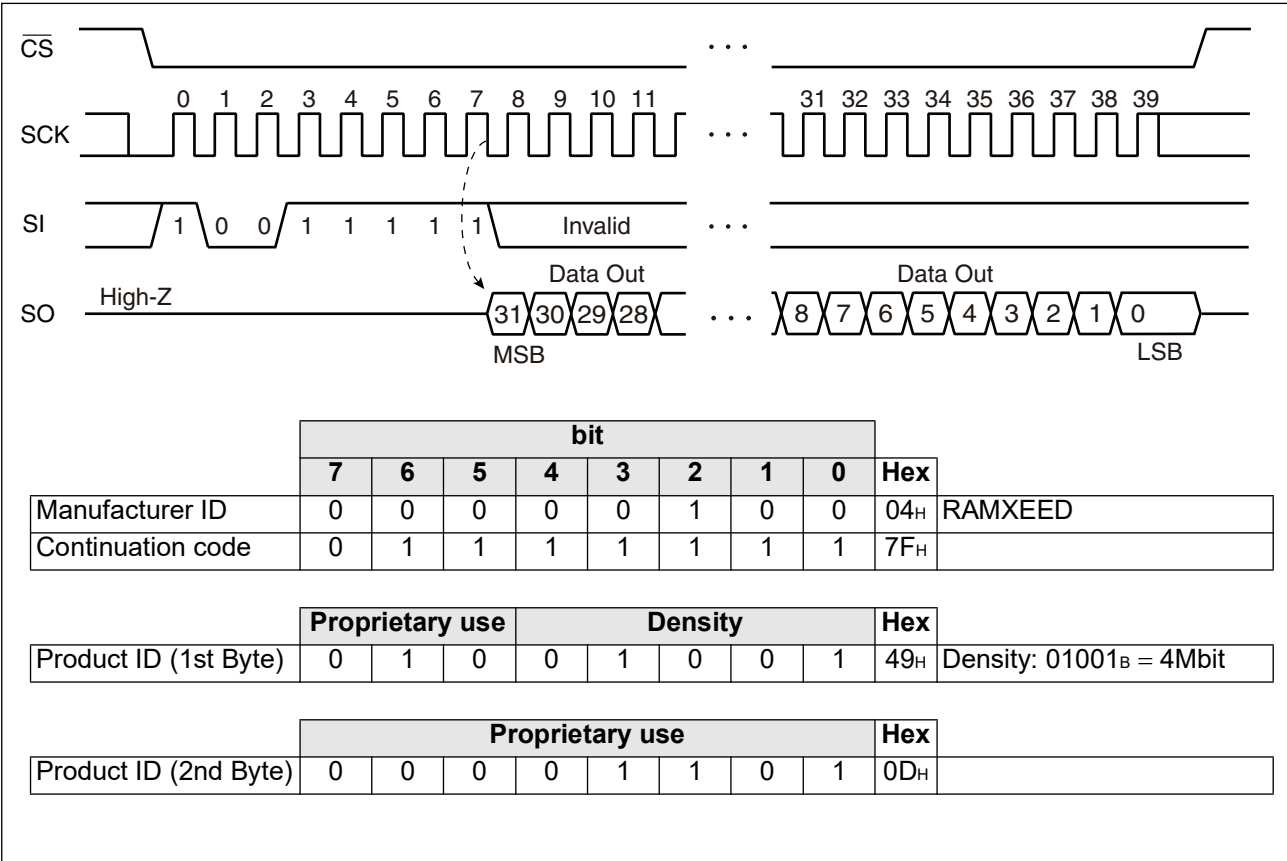 CS . . .
0 1 2 3 4 5 6 7 8 9 10 11 31 32 33 34 35 36 37 38 39
SCK . . .
SI 1 0 0 1 1 1 1 1 Invalid . . .
Data Out Data Out
High-Z
SO 31 30 29 28 . . . 8 7 6 5 4 3 2 1 0
MSB LSB
bit
7 6 5 4 3 2 1 0 Hex
Manufacturer ID 0 0 0 0 0 1 0 0 04H RAMXEED
Continuation code 0 1 1 1 1 1 1 1 7FH
Proprietary use Density Hex
Product ID (1st Byte) 0 1 0 0 1 0 0 1 49H Density: 01001B = 4Mbit
Proprietary use Hex
Product ID (2nd Byte) 0 0 0 0 1 1 0 1 0DH